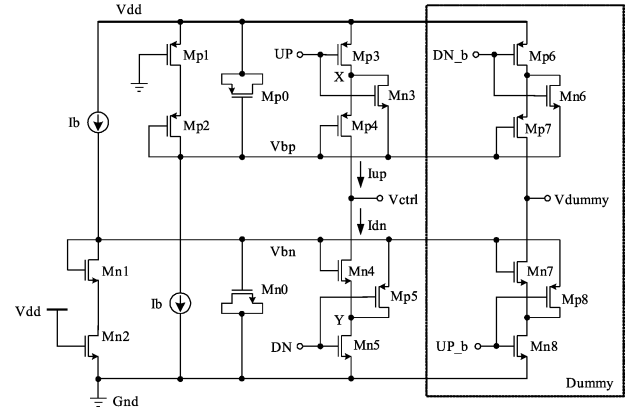 Vdd
Mp1
UP
Mp3
DN_b
Mp6
X
Mp0
Mn3
Mn6
Ib
Mp2
Mp4
Mp7
Vbp
Iup
Vctrl
Vdummy
Idn
Vbn
Mn1
Mn0
Mn4
Mn7
Ib
Mp5
Mp8
Vdd
Y
Mn2
DN
Mn5
UP_b
Mn8
Gnd
Dummy